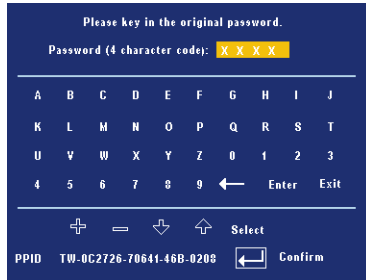 Please key in the original password.
Password (4 character code): X X X X
A B C D E F G H I J
K L M N O P Q R S T
U V W X Y Z 0 1 2 3
4 5 6 7 8 9 ← Enter Exit
Select
PPID TW-0C2726-70641-46B-0208 Confirm